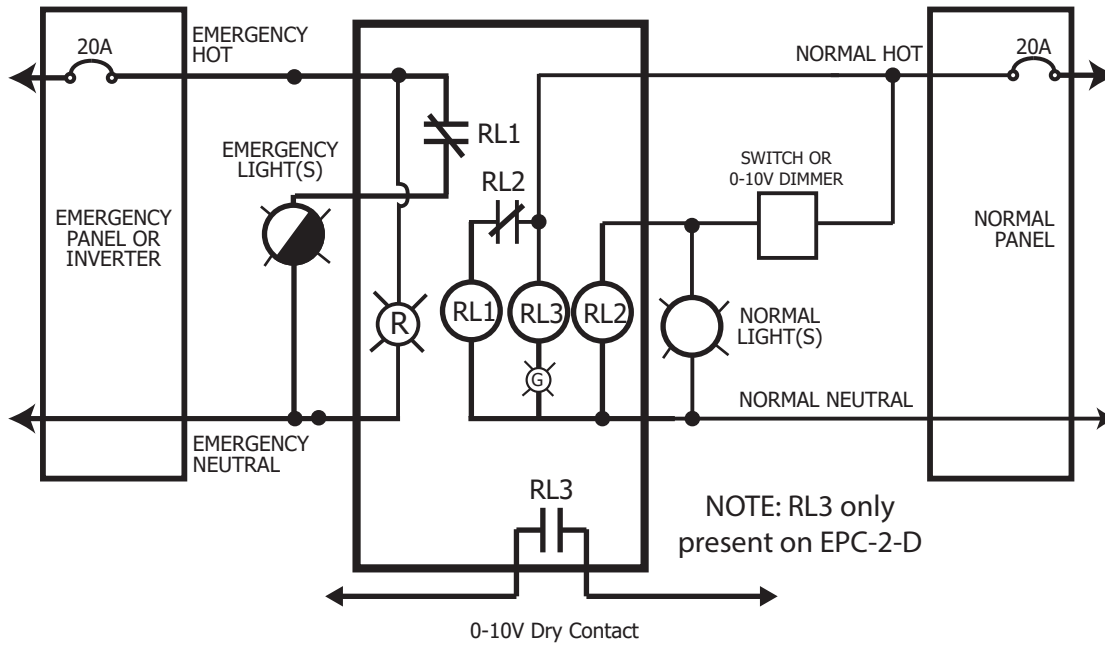 EMERGENCY
HOT
NORMAL HOT
20A
20A
RL1
EMERGENCY
LIGHT(S)
RL2
SWITCH OR
0-10V DIMMER
EMERGENCY
PANEL OR
INVERTER
NORMAL
PANEL
R
RL1
RL3
RL2
NORMAL
LIGHT(S)
G
NORMAL NEUTRAL
EMERGENCY
NEUTRAL
RL3
NOTE: RL3 only
present on EPC-2-D
0-10V Dry Contact